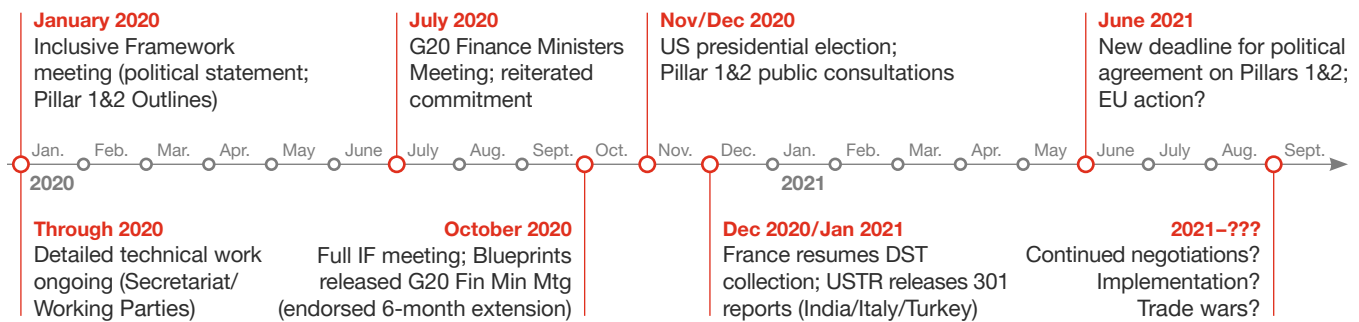 January 2020
Inclusive Framework
meeting (political statement;
Pillar 1&2 Outlines)
July 2020
G20 Finance Ministers
Meeting; reiterated
commitment
Nov/Dec 2020
US presidential election;
Pillar 1&2 public consultations
June 2021
New deadline for political
agreement on Pillars 1&2;
EU action?
Jan. Feb. Mar. Apr. May June July Aug. Sept. Oct. Nov. Dec. Jan. Feb. Mar. Apr. May June July Aug. Sept.
2020 2021
Through 2020
Detailed technical work
ongoing (Secretariat/
Working Parties)
October 2020
Full IF meeting; Blueprints
released G20 Fin Min Mtg
(endorsed 6-month extension)
Dec 2020/Jan 2021
France resumes DST
collection; USTR releases 301
reports (India/Italy/Turkey)
2021–???
Continued negotiations?
Implementation?
Trade wars?